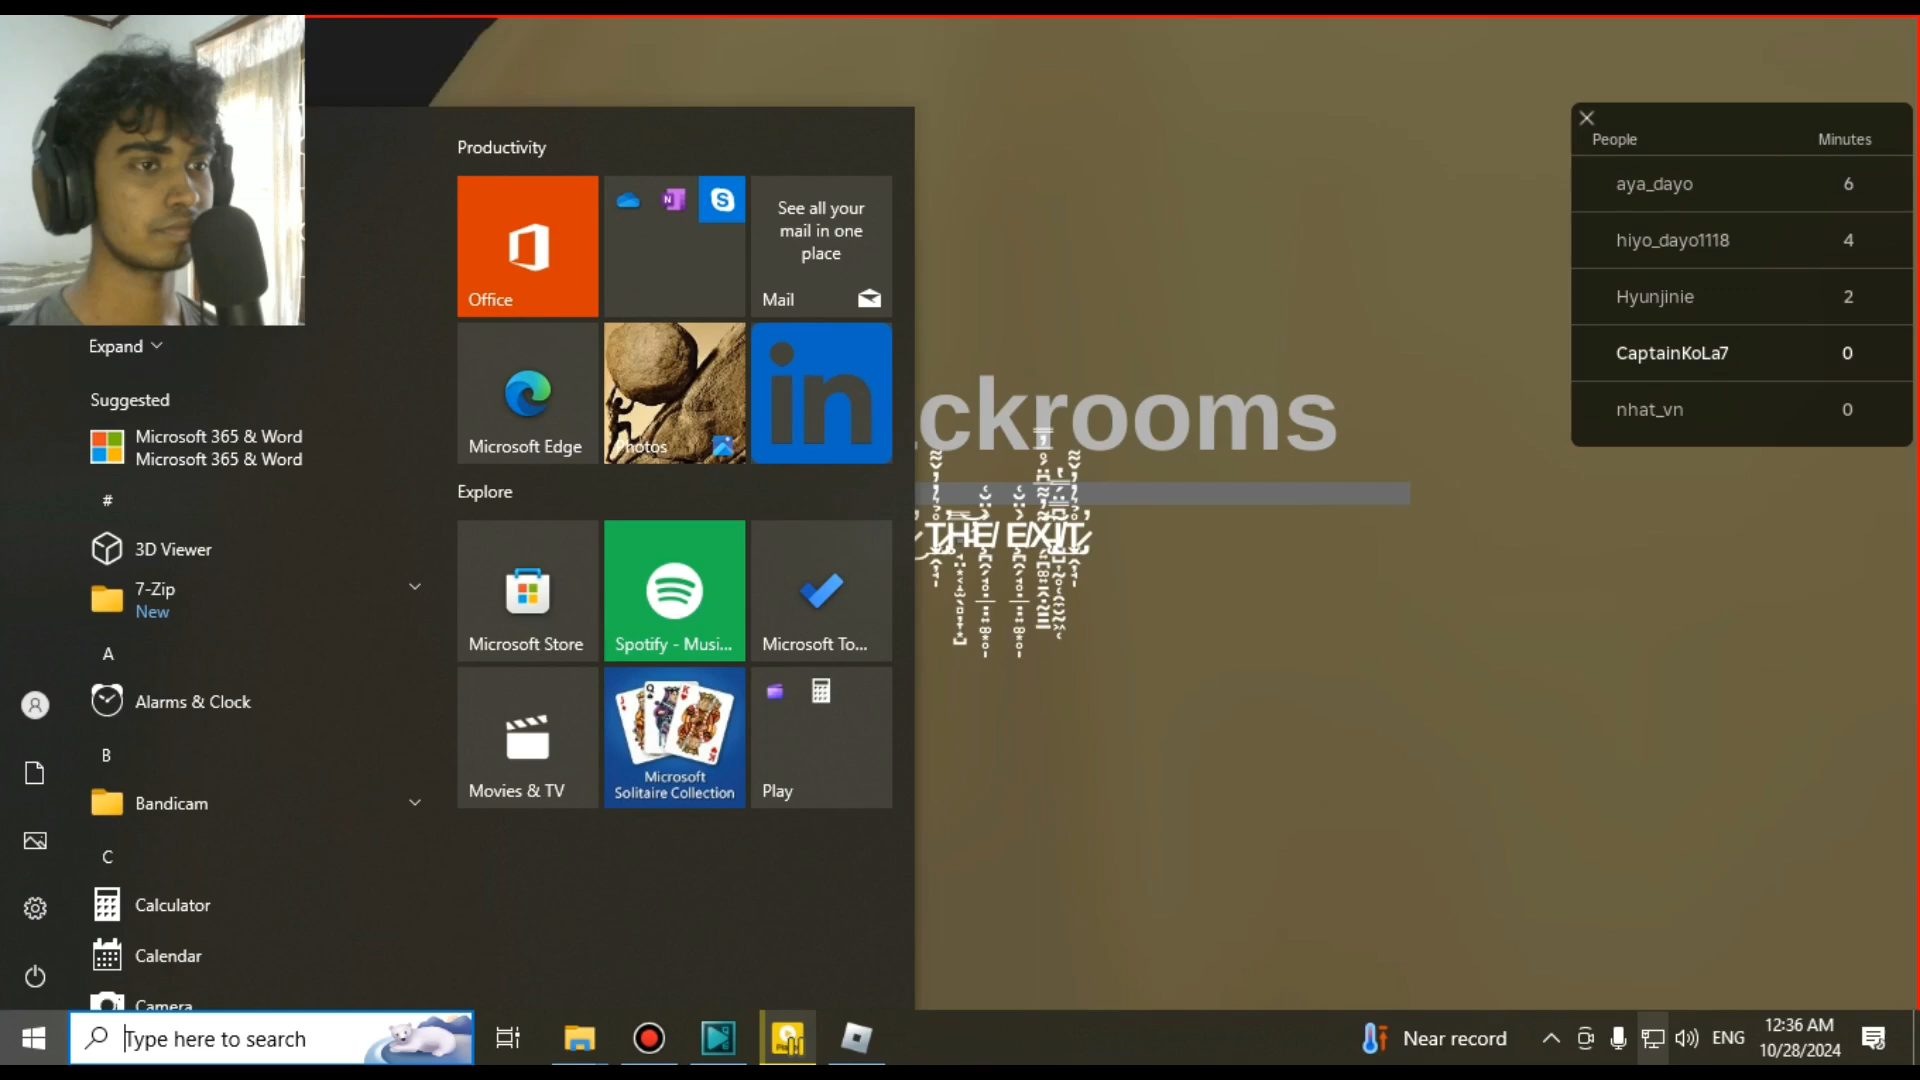 Expand
Suggested
Microsoft 365 & Word
Microsoft 365 & Word
#
3D Viewer
7-Zip
New
A
Alarms & Clock
B
Bandicam
C
Calculator
Calendar
Camera
Productivity
Office
See all your
mail in one
place
Mail
Microsoft Edge
Photos
in
Explore
Microsoft Store
Spotify - Musi...
Microsoft To...
Movies & TV
Microsoft
Solitaire Collection
Play
ckrooms
THE EXIT
People Minutes
aya_dayo 6
hiyo_dayo1118 4
Hyunjinie 2
CaptainKoLa7 0
nhat_vn 0
Type here to search
Near record
ENG
12:36 AM
10/28/2024